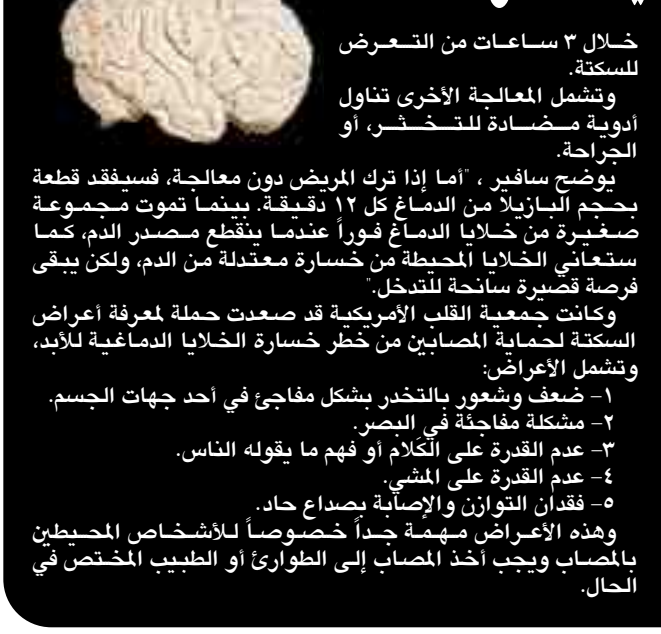 خلال ٣ ساعات من التعرض
للسكتة.
وتشمل المعالجة الأخرى تناول
أدوية مضادة للتخثر، أو
الجراحة.
يوضح سافير ، "أما إذا ترك المريض دون معالجة، فسيفقد قطعة
بحجم البازيلا من الدماغ كل ١٢ دقيقة. بينما تموت مجموعة
صغيرة من خلايا الدماغ فوراً عندما ينقطع مصدر الدم، كما
ستعاني الخلايا المحيطة من خسارة معتدلة من الدم، ولكن يبقى
فرصة قصيرة سانحة للتدخل."
وكانت جمعية القلب الأمريكية قد صعدت حملة لمعرفة أعراض
السكتة لحماية المصابين من خطر خسارة الخلايا الدماغية للأبد،
وتشمل الأعراض:
١- ضعف وشعور بالتخدر بشكل مفاجئ في أحد جهات الجسم.
٢- مشكلة مفاجئة في البصر.
٣- عدم القدرة على الكَلام أو فهم ما يقوله الناس.
٤- عدم القدرة على المشي.
٥- فقدان التوازن والإصابة بصداع حاد.
وهذه الأعراض مهمة جداً خصوصاً للأشخاص المحيطين
بالمصاب ويجب أخذ المصاب إلى الطوارئ أو الطبيب المختص في
الحال.